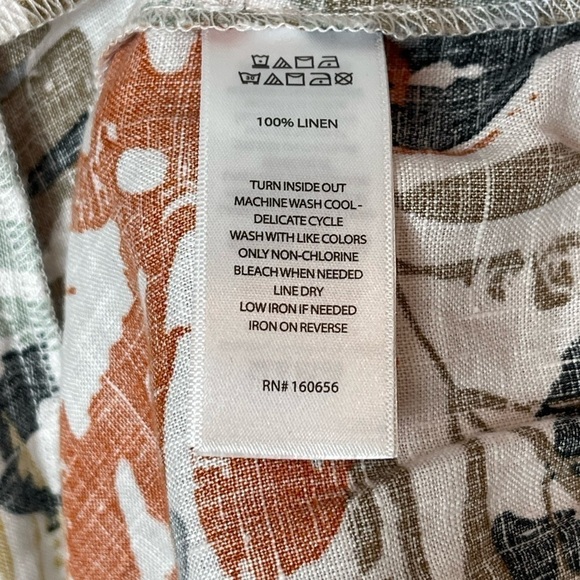 100% LINEN
TURN INSIDE OUT
MACHINE WASH COOL-
DELICATE CYCLE
WASH WITH LIKE COLORS
ONLY NON-CHLORINE
BLEACH WHEN NEEDED
LINE DRY
LOW IRON IF NEEDED
IRON ON REVERSE
RN# 160656